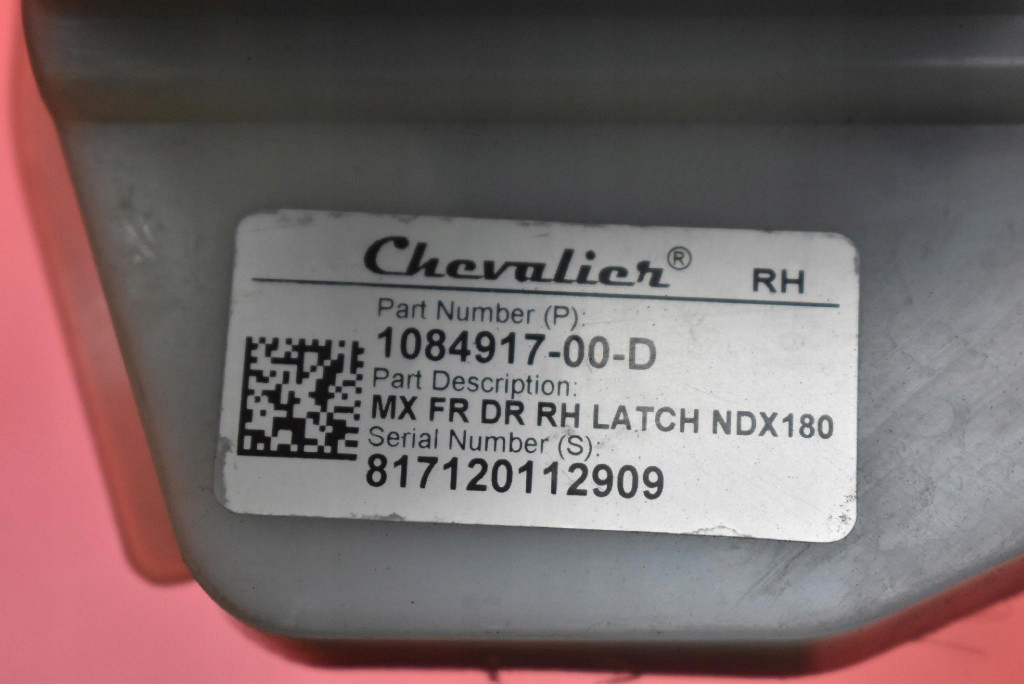 Chevalier® RH
Part Number (P):
1084917-00-D
Part Description:
MX FR DR RH LATCH NDX180
Serial Number (S):
817120112909